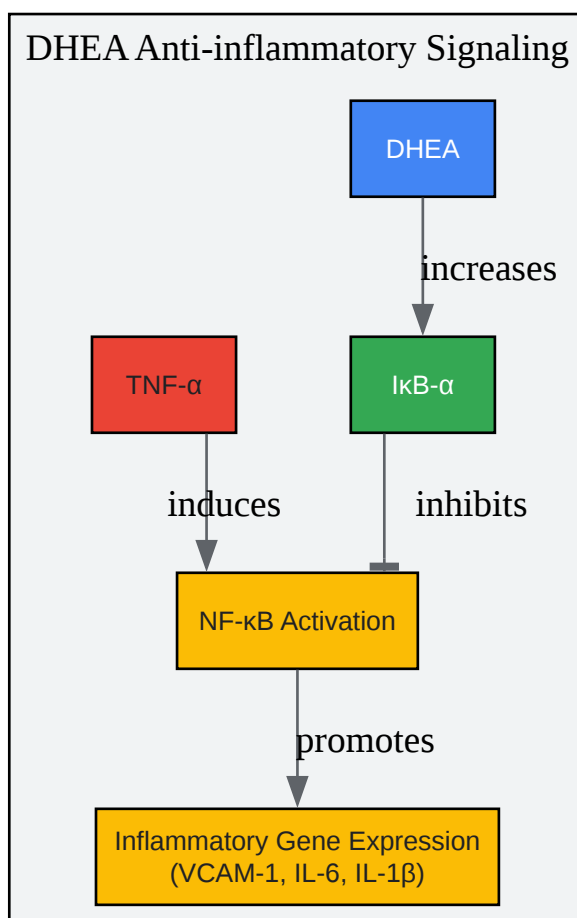 DHEA Anti-inflammatory Signaling
DHEA
increases
TNF-α
IκB-α
induces
inhibits
NF-κB Activation
promotes
Inflammatory Gene Expression
(VCAM-1, IL-6, IL-1β)